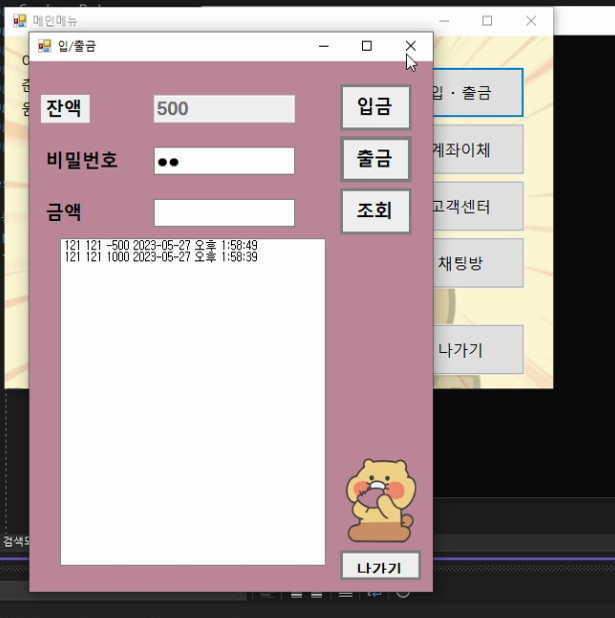 메인메뉴
입/출금
잔액
500
입금
비밀번호
출금
금액
조회
121 121 -500 2023-05-27 오후 1:58:49
121 121 1000 2023-05-27 오후 1:58:39
나가기
입 · 출금
계좌이체
고객센터
채팅방
나가기